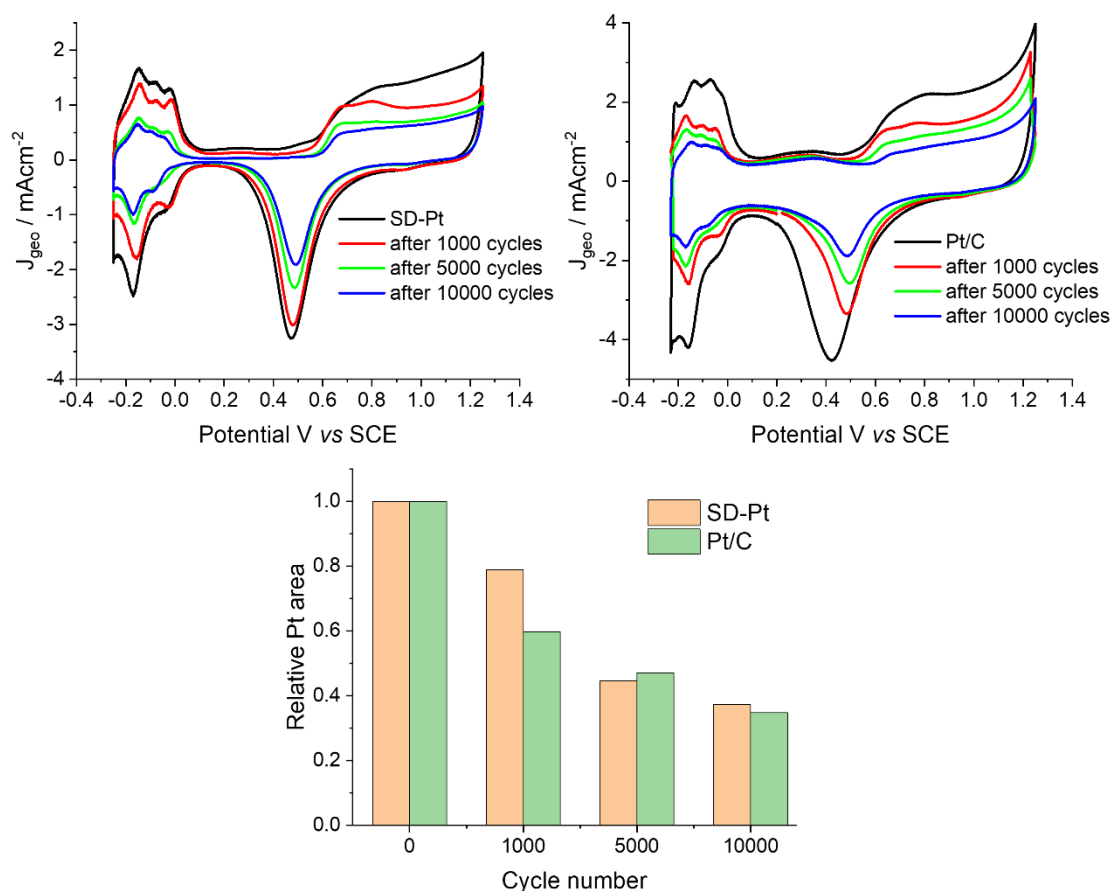 2
1
0
-1
-2
-3
-4
-0.4 -0.2 0.0 0.2 0.4 0.6 0.8 1.0 1.2 1.4
J_geo / mAcm⁻²
Potential V vs SCE
SD-Pt
after 1000 cycles
after 5000 cycles
after 10000 cycles
4
2
0
-2
-4
-0.4 -0.2 0.0 0.2 0.4 0.6 0.8 1.0 1.2 1.4
J_geo / mAcm⁻²
Potential V vs SCE
Pt/C
after 1000 cycles
after 5000 cycles
after 10000 cycles
1.0
0.8
0.6
0.4
0.2
0.0
Relative Pt area
SD-Pt
Pt/C
0 1000 5000 10000
Cycle number